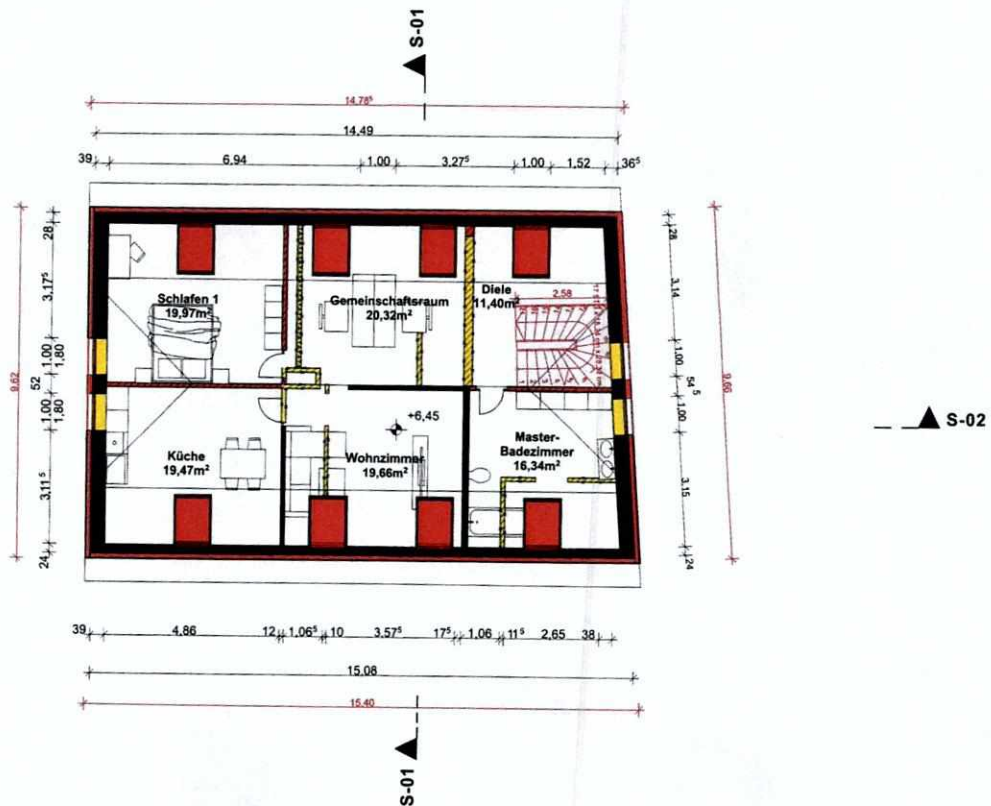 S-01
14.78⁵
14.49
39 6.94 1.00 3.27⁵ 1.00 1.52 36⁵
9.62
28
3.17⁵
1.00
1.80
52
1.00
1.80
3.11⁵
24
Schlafen 1
19,97m²
Gemeinschaftsraum
20,32m²
Diele
11,40m²
2.58
+6,45
Küche
19,47m²
Wohnzimmer
19,66m²
Master-
Badezimmer
16,34m²
28
3.14
1.00
54⁵
1.00
3.15
24
9.66
S-02
39 4.86 12 1.06⁵ 10 3.57⁵ 17⁵ 1.06 11⁵ 2.65 38
15.08
15.40
S-01